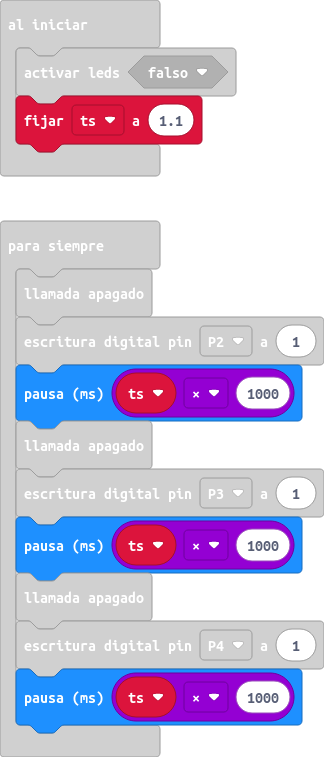 al iniciar
activar leds falso
fijar ts a 1.1
para siempre
llamada apagado
escritura digital pin P2 a 1
pausa (ms) ts × 1000
llamada apagado
escritura digital pin P3 a 1
pausa (ms) ts × 1000
llamada apagado
escritura digital pin P4 a 1
pausa (ms) ts × 1000